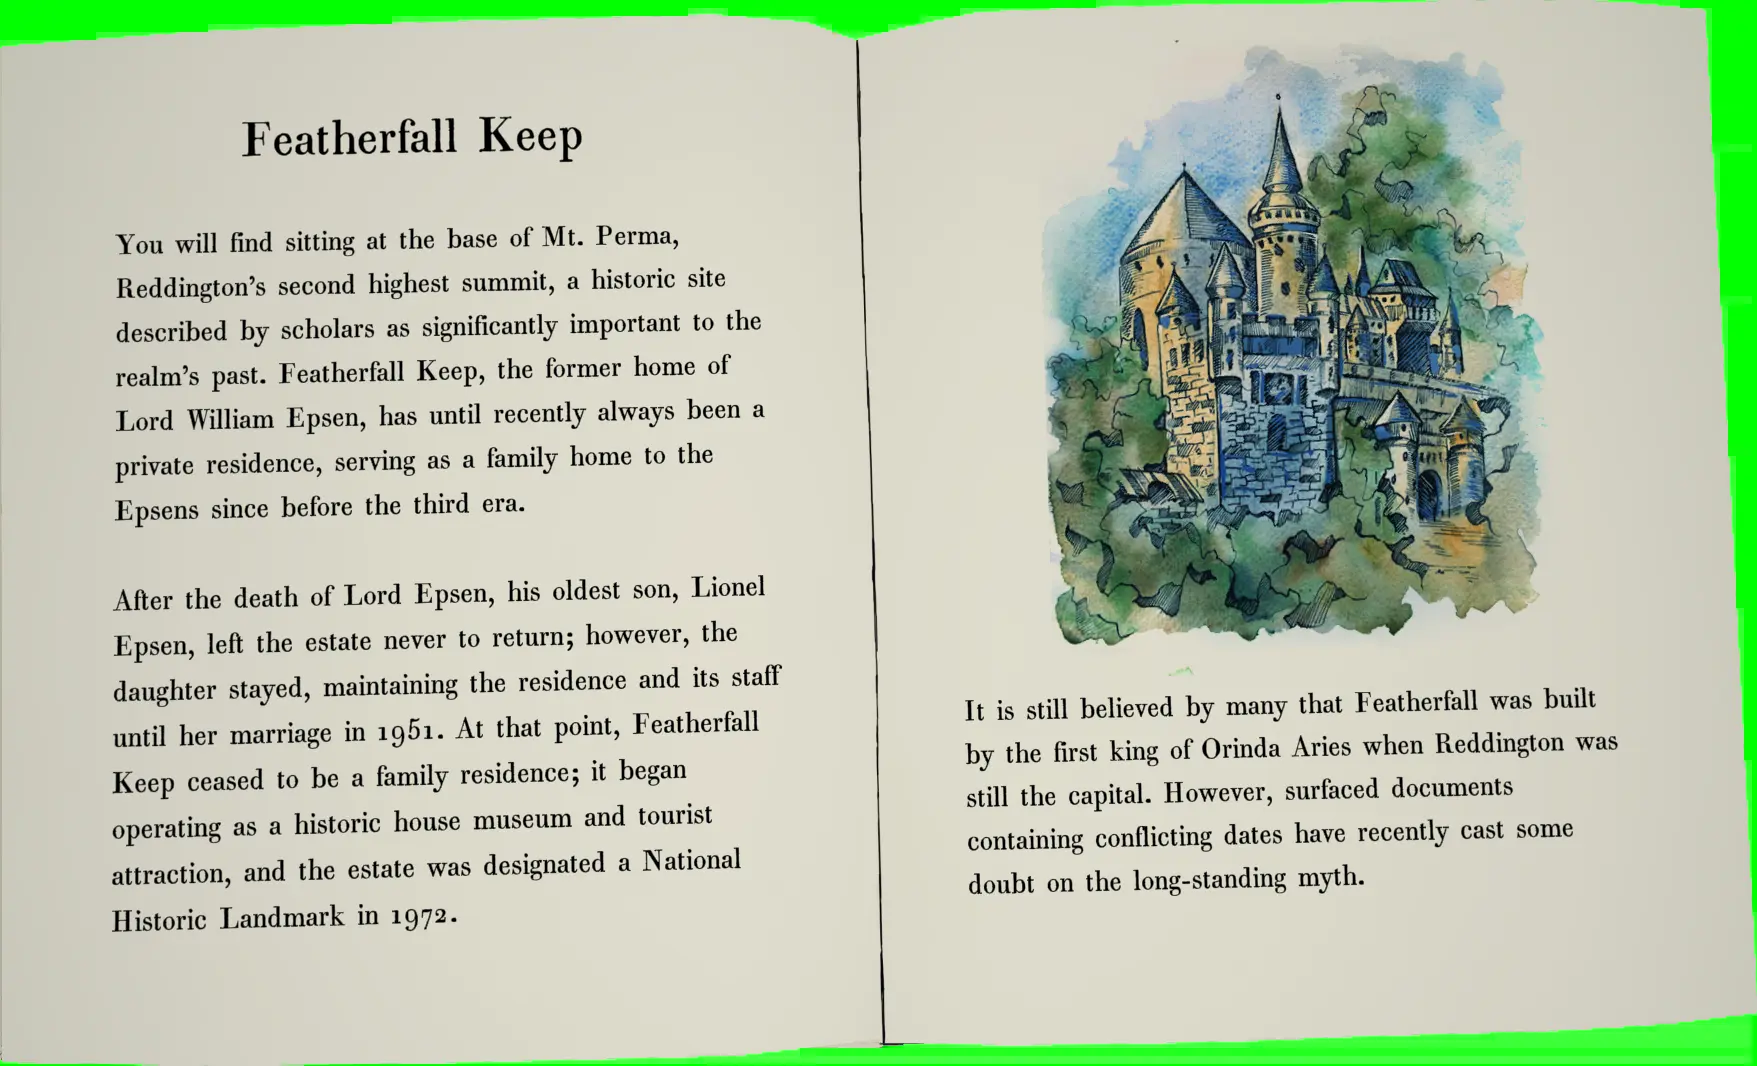 Featherfall Keep
You will find sitting at the base of Mt. Perma,
Reddington's second highest summit, a historic site
described by scholars as significantly important to the
realm's past. Featherfall Keep, the former home of
Lord William Epsen, has until recently always been a
private residence, serving as a family home to the
Epsens since before the third era.
After the death of Lord Epsen, his oldest son, Lionel
Epsen, left the estate never to return; however, the
daughter stayed, maintaining the residence and its staff
until her marriage in 1951. At that point, Featherfall
Keep ceased to be a family residence; it began
operating as a historic house museum and tourist
attraction, and the estate was designated a National
Historic Landmark in 1972.
It is still believed by many that Featherfall was built
by the first king of Orinda Aries when Reddington was
still the capital. However, surfaced documents
containing conflicting dates have recently cast some
doubt on the long-standing myth.